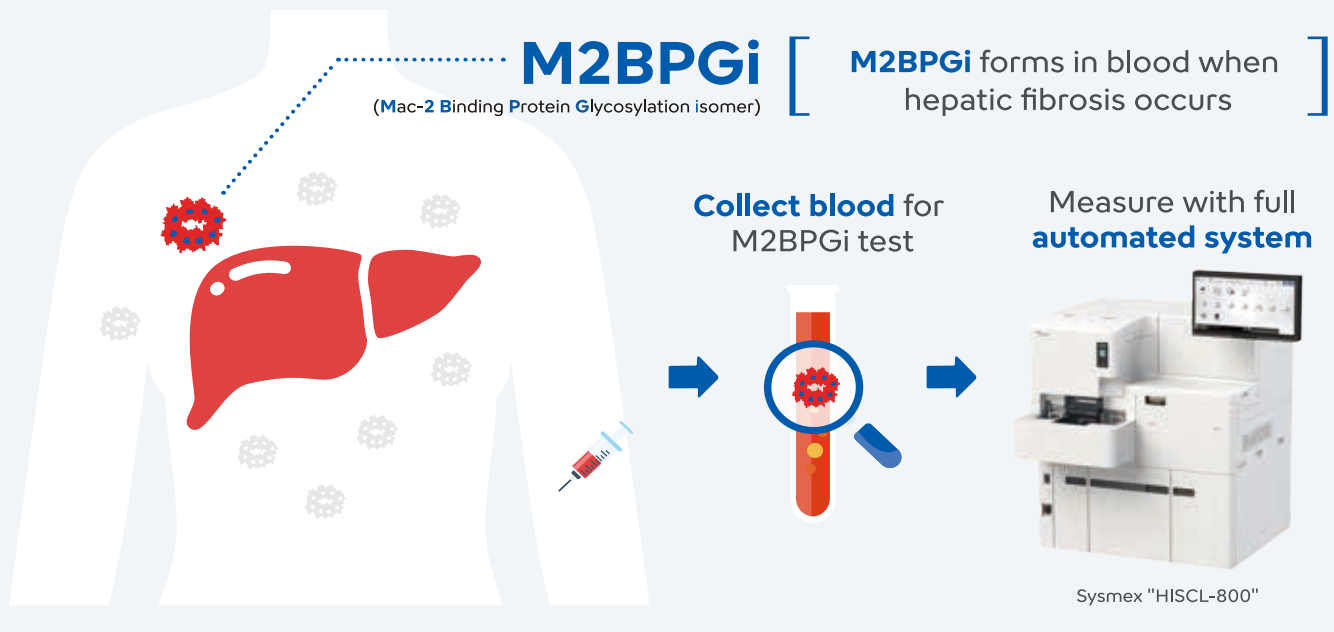 M2BPGi
(Mac-2 Binding Protein Glycosylation isomer)
M2BPGi forms in blood when
hepatic fibrosis occurs
Collect blood for
M2BPGi test
Measure with full
automated system
Sysmex "HISCL-800"